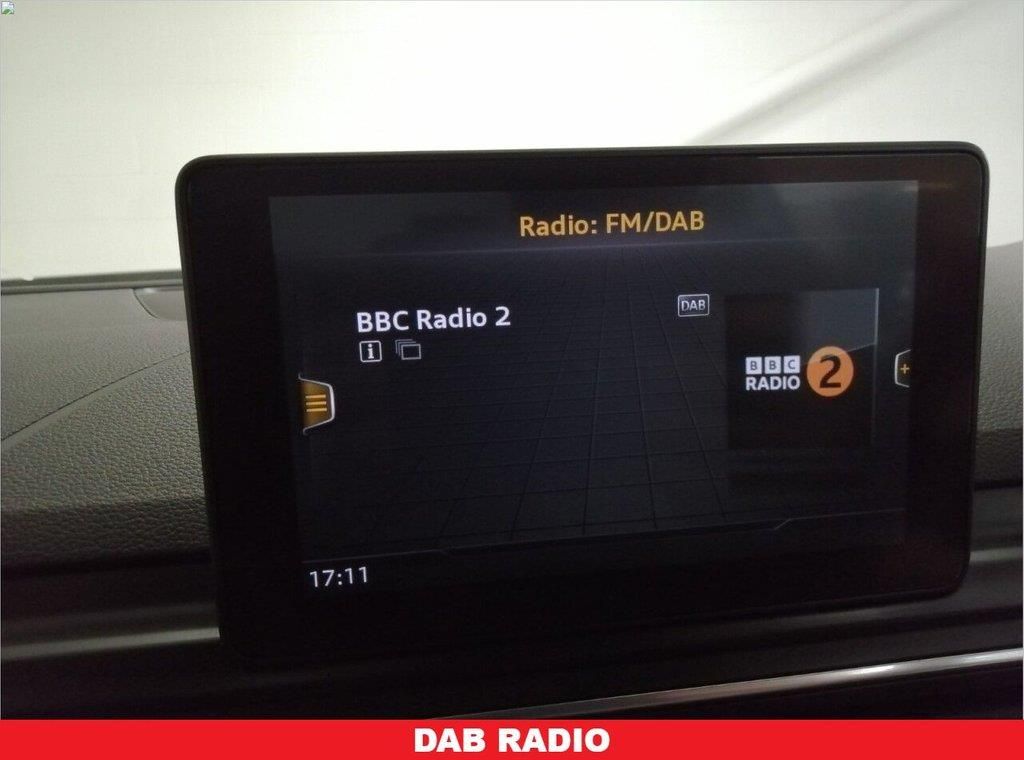 Radio: FM/DAB
BBC Radio 2
DAB
BBC
RADIO 2
17:11
DAB RADIO